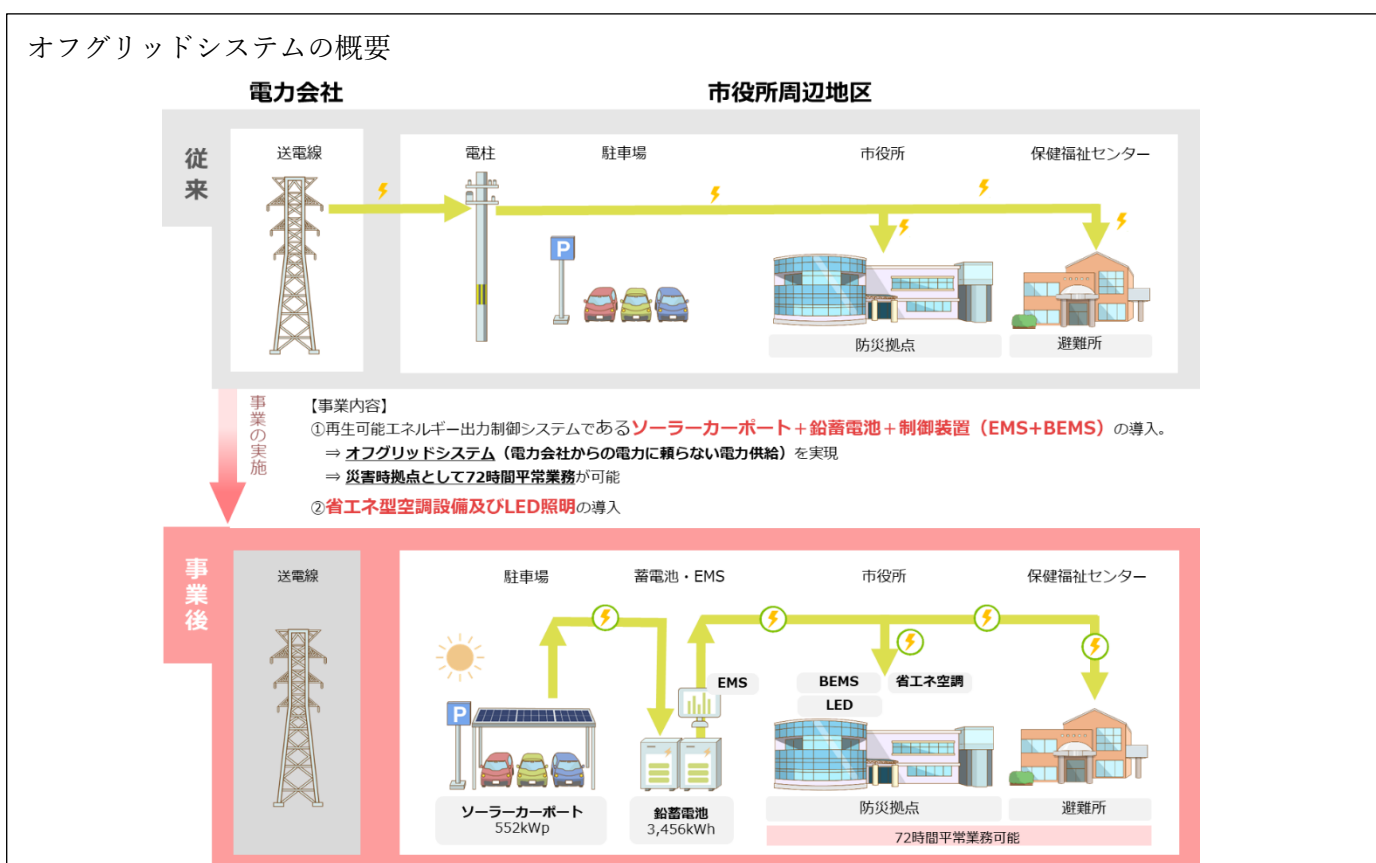 オフグリッドシステムの概要
電力会社
市役所周辺地区
従来
送電線
電柱
駐車場
市役所
保健福祉センター
P
防災拠点
避難所
事業の実施
【事業内容】
①再生可能エネルギー出力制御システムであるソーラーカーポート+鉛蓄電池+制御装置(EMS+BEMS)の導入。
⇒ オフグリッドシステム(電力会社からの電力に頼らない電力供給)を実現
⇒ 災害時拠点として72時間平常業務が可能
②省エネ型空調設備及びLED照明の導入
事業後
送電線
駐車場
蓄電池・EMS
市役所
保健福祉センター
EMS
BEMS
省エネ空調
LED
P
ソーラーカーポート
552kWp
鉛蓄電池
3,456kWh
防災拠点
避難所
72時間平常業務可能